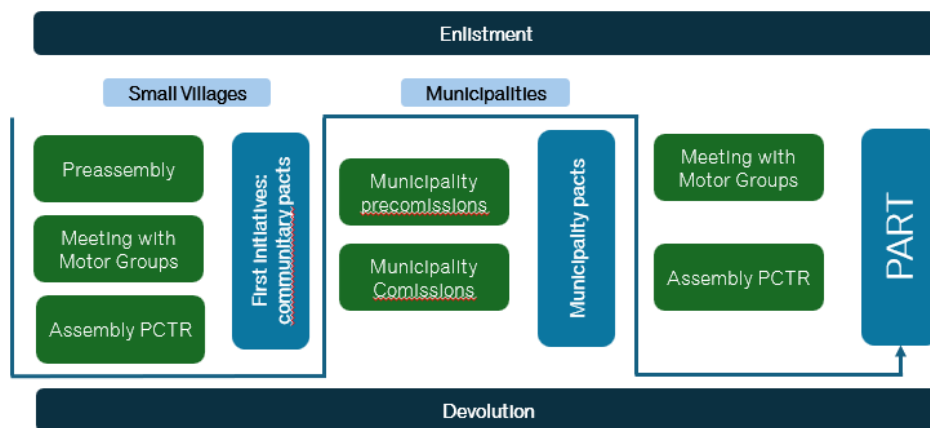 Enlistment
Small Villages
Municipalities
Preassembly
Meeting with
Motor Groups
Assembly PCTR
First Initiatives:
communitary pacts
Municipality
precomissions
Municipality
Comissions
Municipality pacts
Meeting with
Motor Groups
Assembly PCTR
PART
Devolution